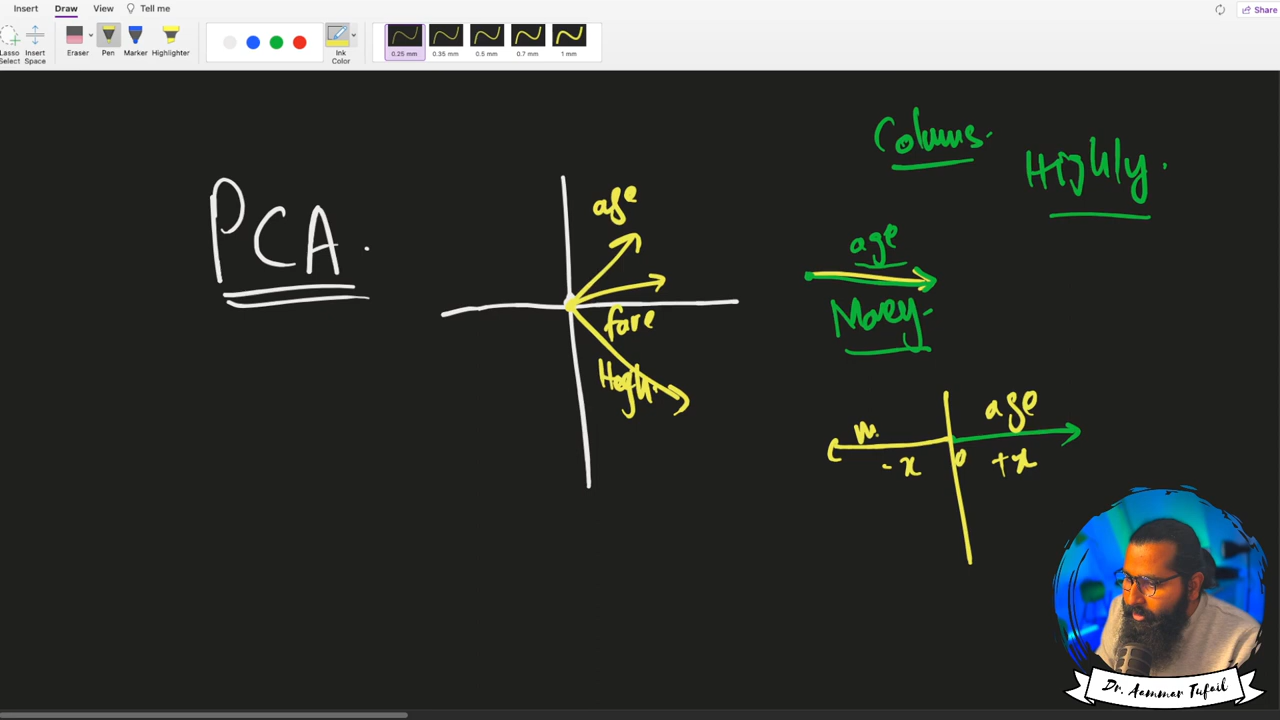 Insert Draw View Tell me
Share
Lasso Select
Insert Space
Eraser
Pen
Marker
Highlighter
Ink Color
0.25 mm
0.35 mm
0.5 mm
0.7 mm
1 mm
Colums.
Highly.
PCA.
age
fare
age
Money.
age
m.
- x
0
+x
Dr. Aammar Tufail